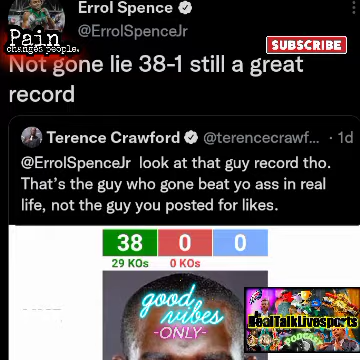 Errol Spence
@ErrolSpenceJr
Pain
changes people.
SUBSCRIBE
Not gone lie 38-1 still a great
record
Terence Crawford @terencecrawf... · 1d
@ErrolSpenceJr look at that guy record tho.
That's the guy who gone beat yo ass in real
life, not the guy you posted for likes.
38 0 0
29 KOs 0 KOs
good
vibes
-ONLY-
RealTalkLivesports
PODCAST